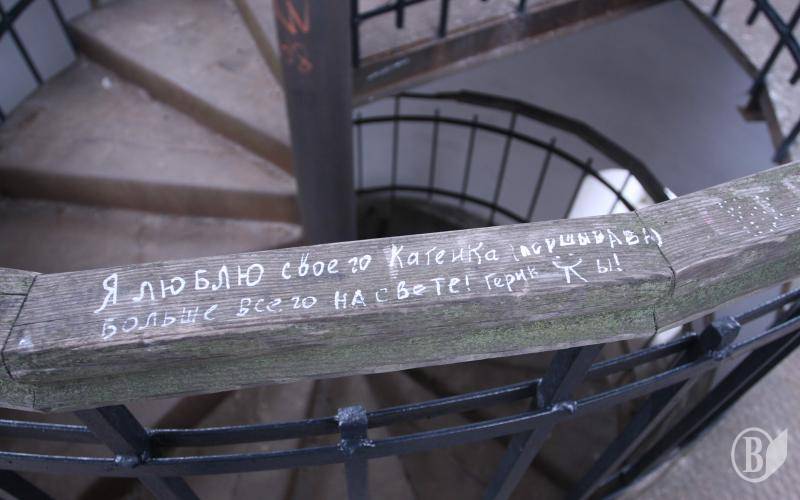 Я люблю своего Катенка
больше всего на свете! Герик
В